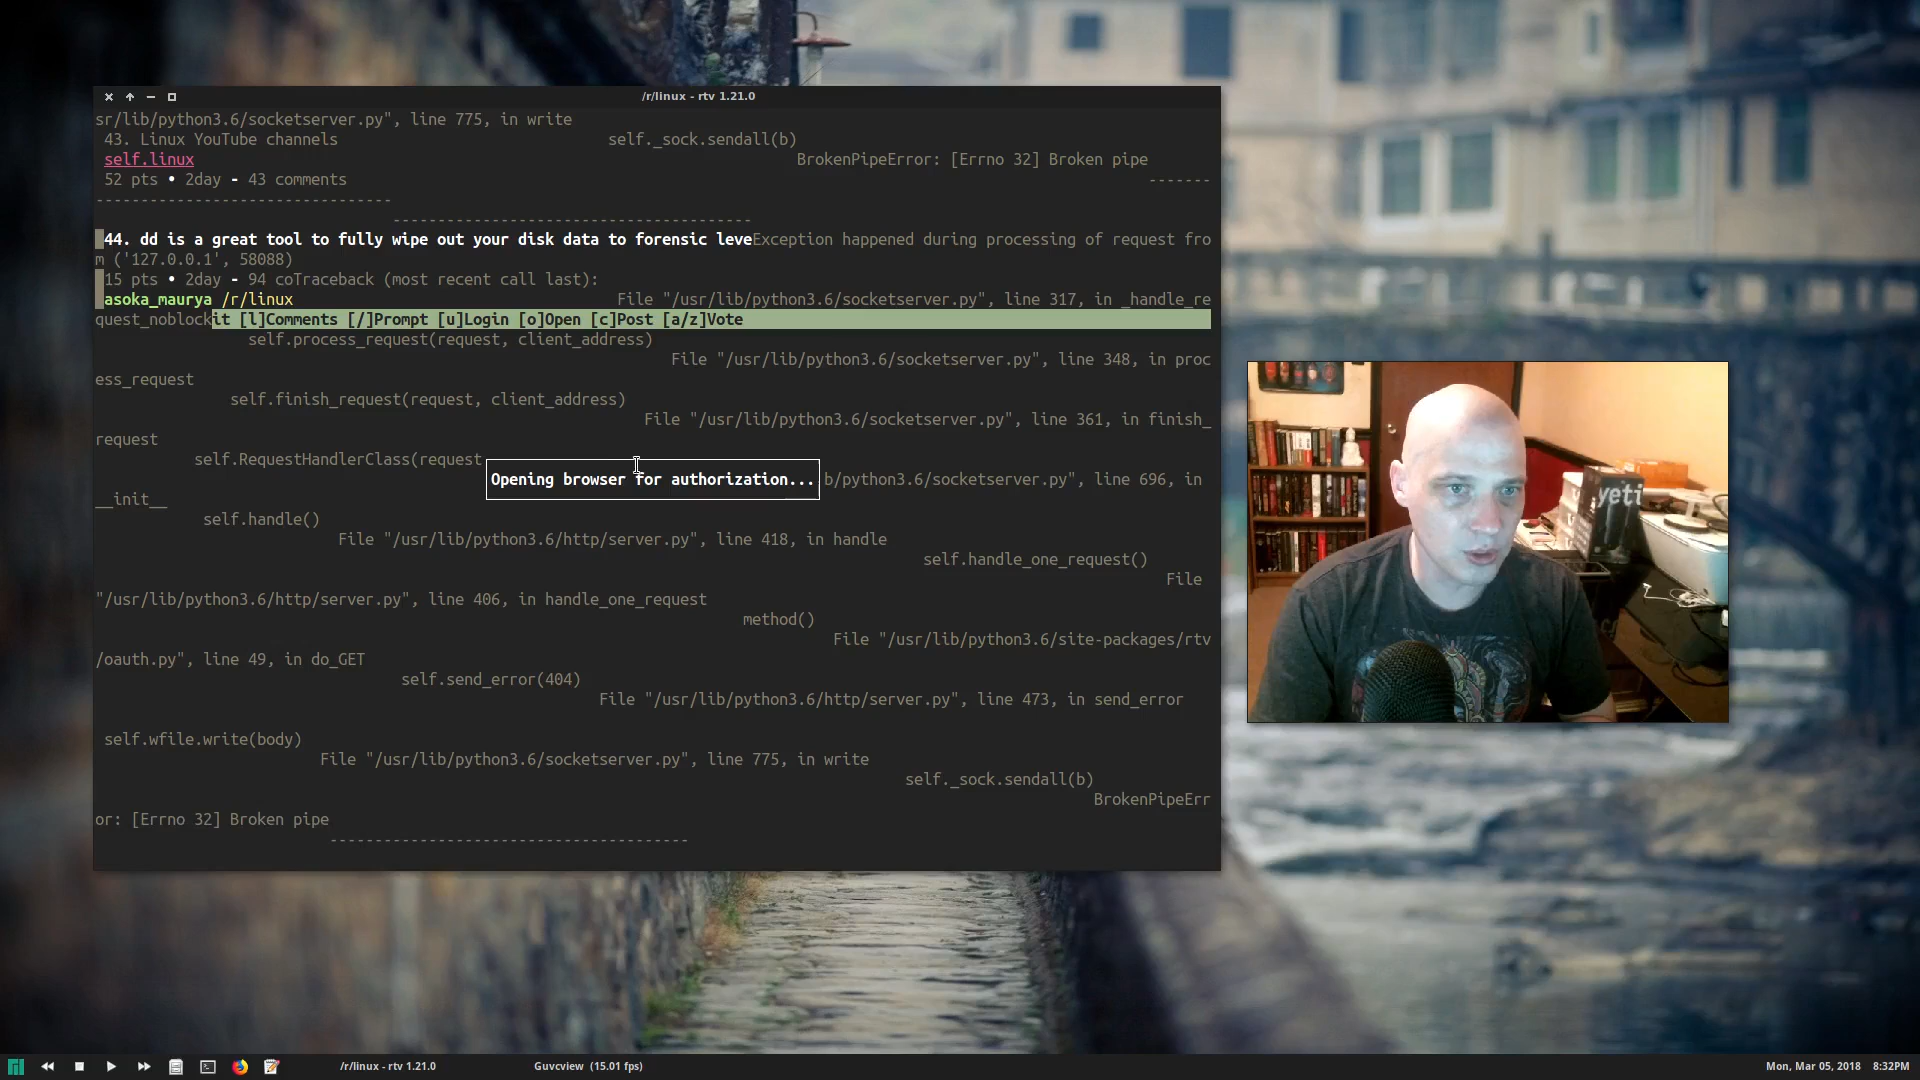 /r/linux - rtv 1.21.0
sr/lib/python3.6/socketserver.py", line 775, in write
43. Linux YouTube channels self._sock.sendall(b)
self.linux BrokenPipeError: [Errno 32] Broken pipe
52 pts • 2day - 43 comments -------
---------------------------------
----------------------------------------
44. dd is a great tool to fully wipe out your disk data to forensic leveException happened during processing of request fro
m ('127.0.0.1', 58088)
15 pts • 2day - 94 coTraceback (most recent call last):
asoka_maurya /r/linux File "/usr/lib/python3.6/socketserver.py", line 317, in _handle_re
quest_noblockit [l]Comments [/]Prompt [u]Login [o]Open [c]Post [a/z]Vote
self.process_request(request, client_address)
File "/usr/lib/python3.6/socketserver.py", line 348, in proc
ess_request
self.finish_request(request, client_address)
File "/usr/lib/python3.6/socketserver.py", line 361, in finish_
request
self.RequestHandlerClass(request
Opening browser for authorization... b/python3.6/socketserver.py", line 696, in
__init__
self.handle()
File "/usr/lib/python3.6/http/server.py", line 418, in handle
self.handle_one_request()
File
"/usr/lib/python3.6/http/server.py", line 406, in handle_one_request
method()
File "/usr/lib/python3.6/site-packages/rtv
/oauth.py", line 49, in do_GET
self.send_error(404)
File "/usr/lib/python3.6/http/server.py", line 473, in send_error
self.wfile.write(body)
File "/usr/lib/python3.6/socketserver.py", line 775, in write
self._sock.sendall(b)
BrokenPipeErr
or: [Errno 32] Broken pipe
----------------------------------------
yeti
/r/linux - rtv 1.21.0
Guvcview (15.01 fps)
Mon, Mar 05, 2018 8:32PM